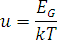 u = E_G / kT